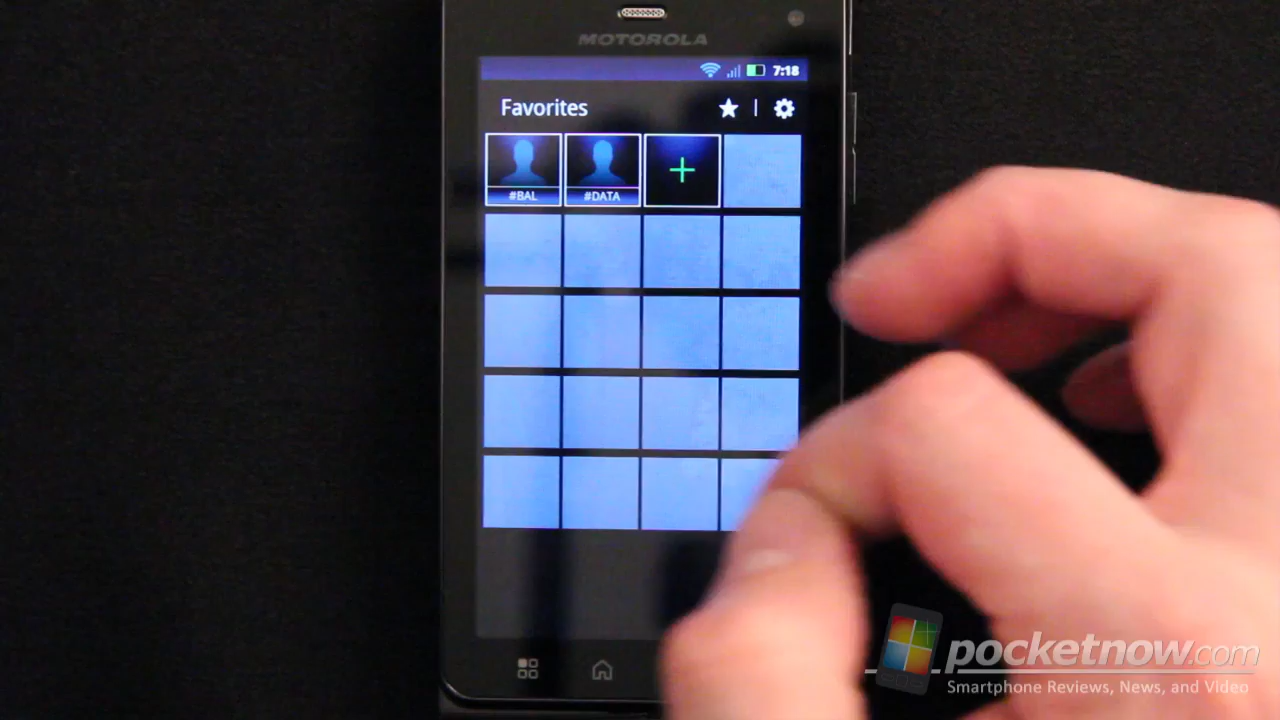 MOTOROLA
7:18
Favorites
#BAL
#DATA
pocketnow.com
Smartphone Reviews, News, and Video